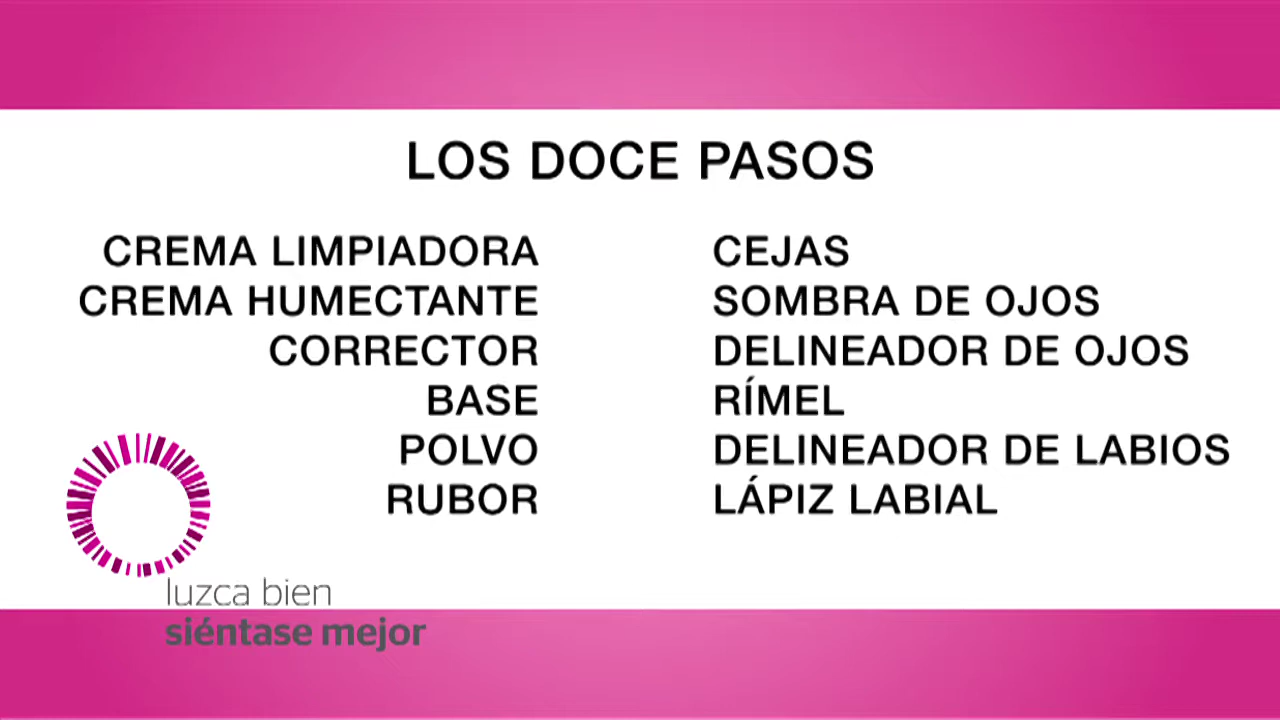 LOS DOCE PASOS
CREMA LIMPIADORA
CREMA HUMECTANTE
CORRECTOR
BASE
POLVO
RUBOR
CEJAS
SOMBRA DE OJOS
DELINEADOR DE OJOS
RÍMEL
DELINEADOR DE LABIOS
LÁPIZ LABIAL
luzca bien
siéntase mejor